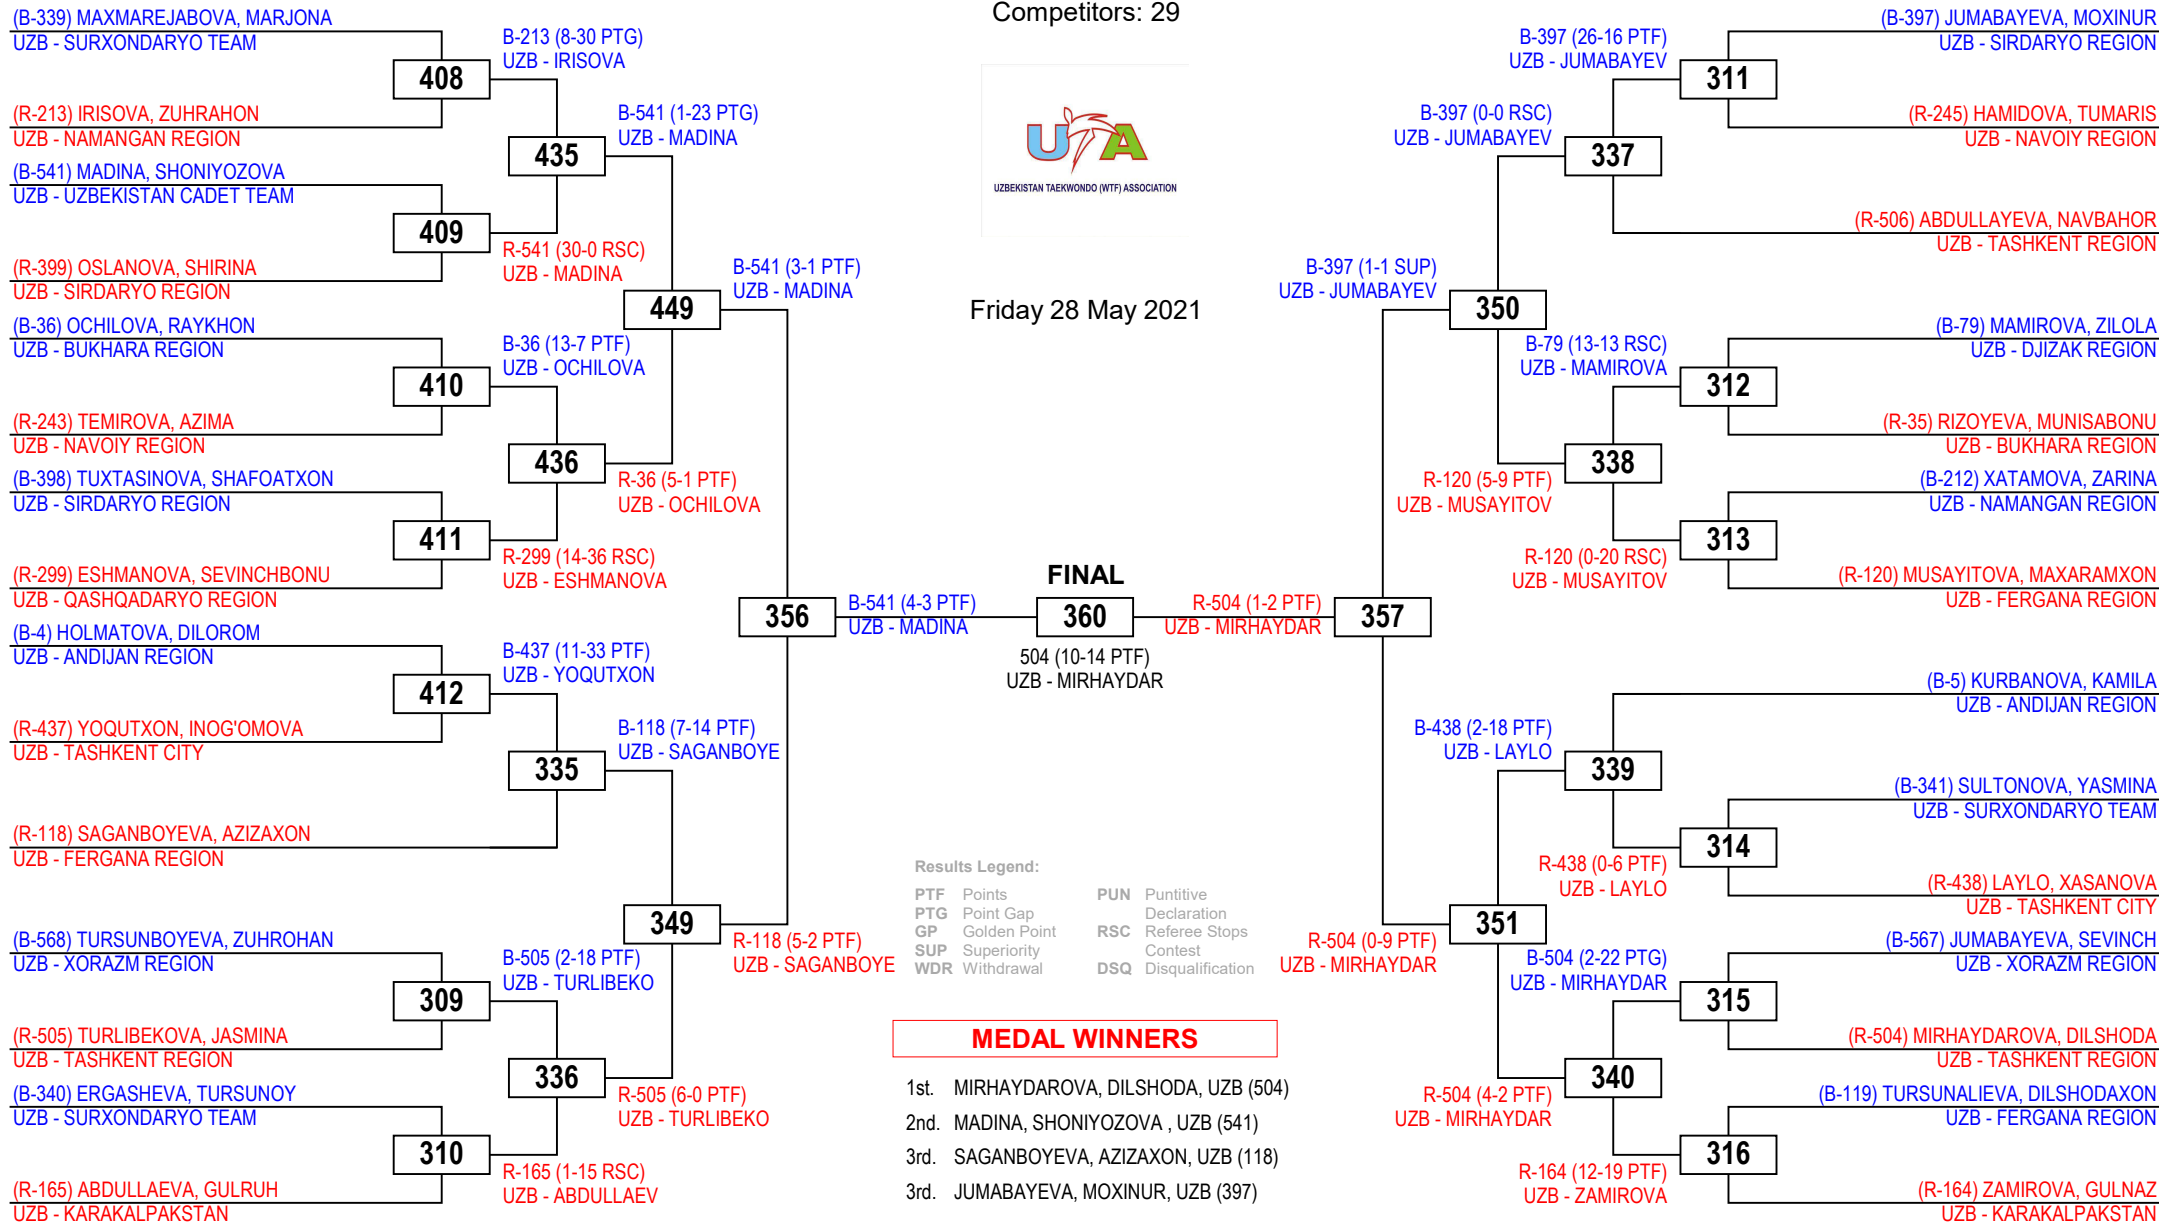 Competitors: 29
UTA
UZBEKISTAN TAEKWONDO (WTF) ASSOCIATION
Friday 28 May 2021
(B-339) MAXMAREJABOVA, MARJONA
UZB - SURXONDARYO TEAM
408
(R-213) IRISOVA, ZUHRAHON
UZB - NAMANGAN REGION
B-213 (8-30 PTG)
UZB - IRISOVA
435
(B-541) MADINA, SHONIYOZOVA
UZB - UZBEKISTAN CADET TEAM
409
(R-399) OSLANOVA, SHIRINA
UZB - SIRDARYO REGION
R-541 (30-0 RSC)
UZB - MADINA
B-541 (1-23 PTG)
UZB - MADINA
449
(B-36) OCHILOVA, RAYKHON
UZB - BUKHARA REGION
410
(R-243) TEMIROVA, AZIMA
UZB - NAVOIY REGION
B-36 (13-7 PTF)
UZB - OCHILOVA
436
(B-398) TUXTASINOVA, SHAFOATXON
UZB - SIRDARYO REGION
411
(R-299) ESHMANOVA, SEVINCHBONU
UZB - QASHQADARYO REGION
R-299 (14-36 RSC)
UZB - ESHMANOVA
R-36 (5-1 PTF)
UZB - OCHILOVA
B-541 (3-1 PTF)
UZB - MADINA
356
(B-4) HOLMATOVA, DILOROM
UZB - ANDIJAN REGION
412
(R-437) YOQUTXON, INOG'OMOVA
UZB - TASHKENT CITY
B-437 (11-33 PTF)
UZB - YOQUTXON
335
(R-118) SAGANBOYEVA, AZIZAXON
UZB - FERGANA REGION
B-118 (7-14 PTF)
UZB - SAGANBOYE
349
(B-568) TURSUNBOYEVA, ZUHROHAN
UZB - XORAZM REGION
309
(R-505) TURLIBEKOVA, JASMINA
UZB - TASHKENT REGION
B-505 (2-18 PTF)
UZB - TURLIBEKO
336
(B-340) ERGASHEVA, TURSUNOY
UZB - SURXONDARYO TEAM
310
(R-165) ABDULLAEVA, GULRUH
UZB - KARAKALPAKSTAN
R-165 (1-15 RSC)
UZB - ABDULLAEV
R-505 (6-0 PTF)
UZB - TURLIBEKO
R-118 (5-2 PTF)
UZB - SAGANBOYE
B-541 (4-3 PTF)
UZB - MADINA
FINAL
360
504 (10-14 PTF)
UZB - MIRHAYDAR
R-504 (1-2 PTF)
UZB - MIRHAYDAR
357
(B-397) JUMABAYEVA, MOXINUR
UZB - SIRDARYO REGION
311
(R-245) HAMIDOVA, TUMARIS
UZB - NAVOIY REGION
B-397 (26-16 PTF)
UZB - JUMABAYEV
337
(R-506) ABDULLAYEVA, NAVBAHOR
UZB - TASHKENT REGION
B-397 (0-0 RSC)
UZB - JUMABAYEV
350
B-397 (1-1 SUP)
UZB - JUMABAYEV
(B-79) MAMIROVA, ZILOLA
UZB - DJIZAK REGION
312
(R-35) RIZOYEVA, MUNISABONU
UZB - BUKHARA REGION
B-79 (13-13 RSC)
UZB - MAMIROVA
338
(B-212) XATAMOVA, ZARINA
UZB - NAMANGAN REGION
313
(R-120) MUSAYITOVA, MAXARAMXON
UZB - FERGANA REGION
R-120 (0-20 RSC)
UZB - MUSAYITOV
R-120 (5-9 PTF)
UZB - MUSAYITOV
(B-5) KURBANOVA, KAMILA
UZB - ANDIJAN REGION
339
(B-341) SULTONOVA, YASMINA
UZB - SURXONDARYO TEAM
314
(R-438) LAYLO, XASANOVA
UZB - TASHKENT CITY
R-438 (0-6 PTF)
UZB - LAYLO
B-438 (2-18 PTF)
UZB - LAYLO
351
R-504 (0-9 PTF)
UZB - MIRHAYDAR
(B-567) JUMABAYEVA, SEVINCH
UZB - XORAZM REGION
315
(R-504) MIRHAYDAROVA, DILSHODA
UZB - TASHKENT REGION
B-504 (2-22 PTG)
UZB - MIRHAYDAR
340
(B-119) TURSUNALIEVA, DILSHODAXON
UZB - FERGANA REGION
316
(R-164) ZAMIROVA, GULNAZ
UZB - KARAKALPAKSTAN
R-164 (12-19 PTF)
UZB - ZAMIROVA
R-504 (4-2 PTF)
UZB - MIRHAYDAR
Results Legend:
PTF Points
PTG Point Gap
GP Golden Point
SUP Superiority
WDR Withdrawal
PUN Puntitive
Declaration
RSC Referee Stops
Contest
DSQ Disqualification
MEDAL WINNERS
1st. MIRHAYDAROVA, DILSHODA, UZB (504)
2nd. MADINA, SHONIYOZOVA , UZB (541)
3rd. SAGANBOYEVA, AZIZAXON, UZB (118)
3rd. JUMABAYEVA, MOXINUR, UZB (397)